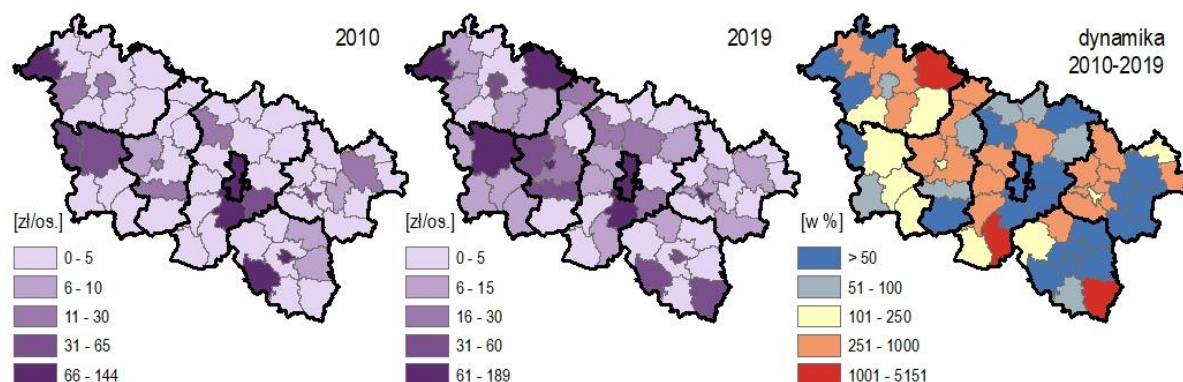 2010
[zł/os.]
0 - 5
6 - 10
11 - 30
31 - 65
66 - 144
2019
[zł/os.]
0 - 5
6 - 15
16 - 30
31 - 60
61 - 189
dynamika
2010-2019
[w %]
> 50
51 - 100
101 - 250
251 - 1000
1001 - 5151